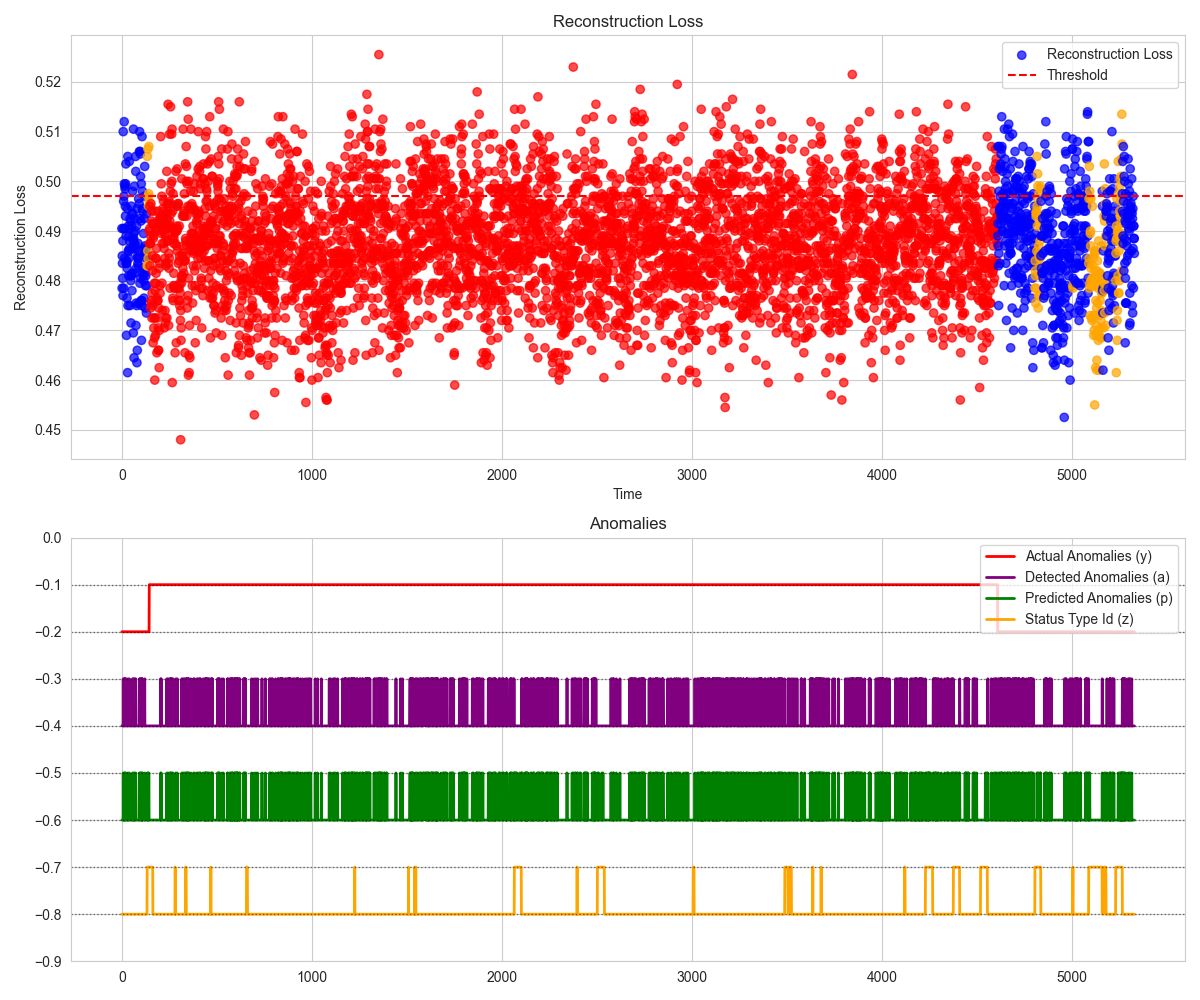 Reconstruction Loss
Reconstruction Loss
Threshold
0.52
0.51
0.50
0.49
0.48
0.47
0.46
0.45
Reconstruction Loss
0 1000 2000 3000 4000 5000
Time
Anomalies
Actual Anomalies (y)
Detected Anomalies (a)
Predicted Anomalies (p)
Status Type Id (z)
0.0
−0.1
−0.2
−0.3
−0.4
−0.5
−0.6
−0.7
−0.8
−0.9
0 1000 2000 3000 4000 5000